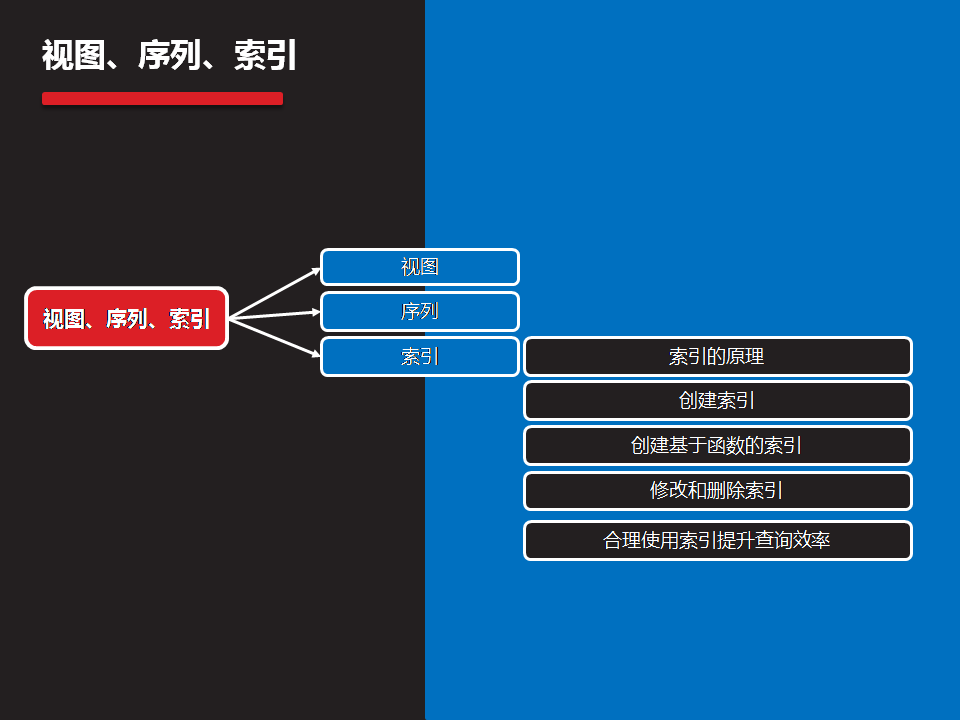 视图、序列、索引
视图、序列、索引
视图
序列
索引
索引的原理
创建索引
创建基于函数的索引
修改和删除索引
合理使用索引提升查询效率